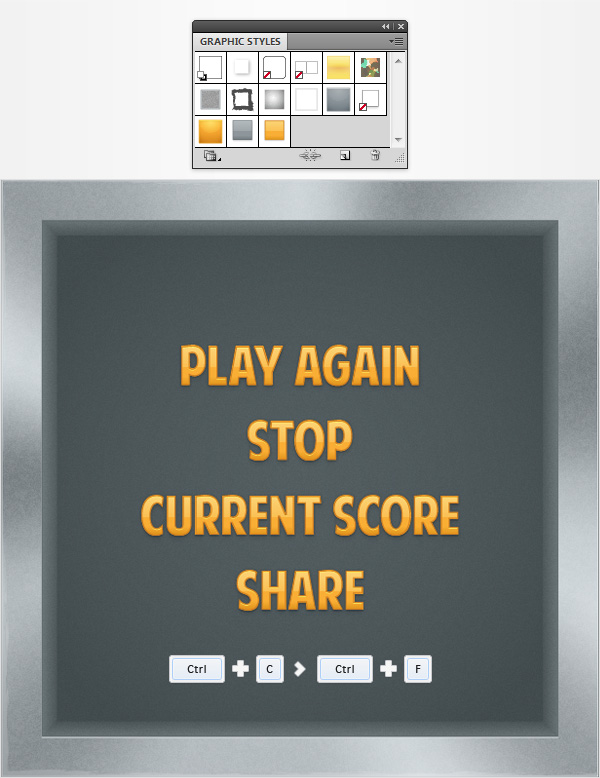 GRAPHIC STYLES
PLAY AGAIN
STOP
CURRENT SCORE
SHARE
Ctrl + C > Ctrl + F